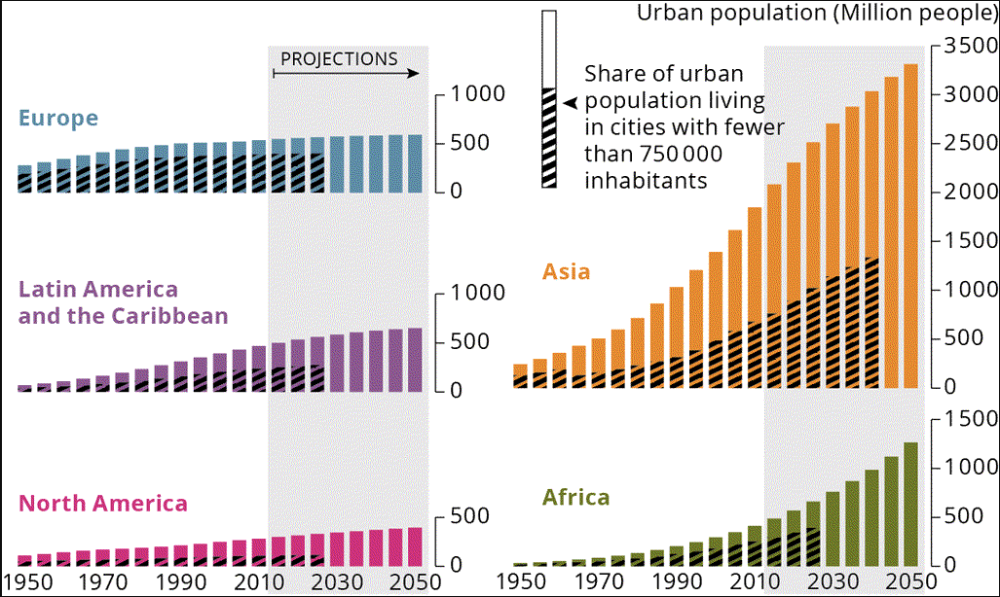 Urban population (Million people)
PROJECTIONS
Share of urban
population living
in cities with fewer
than 750 000
inhabitants
Europe
1 000
500
0
Latin America
and the Caribbean
1000
500
0
North America
500
0
1950 1970 1990 2010 2030 2050
3500
3000
2500
2000
1500
1000
500
0
Asia
1 500
1000
500
0
Africa
1950 1970 1990 2010 2030 2050